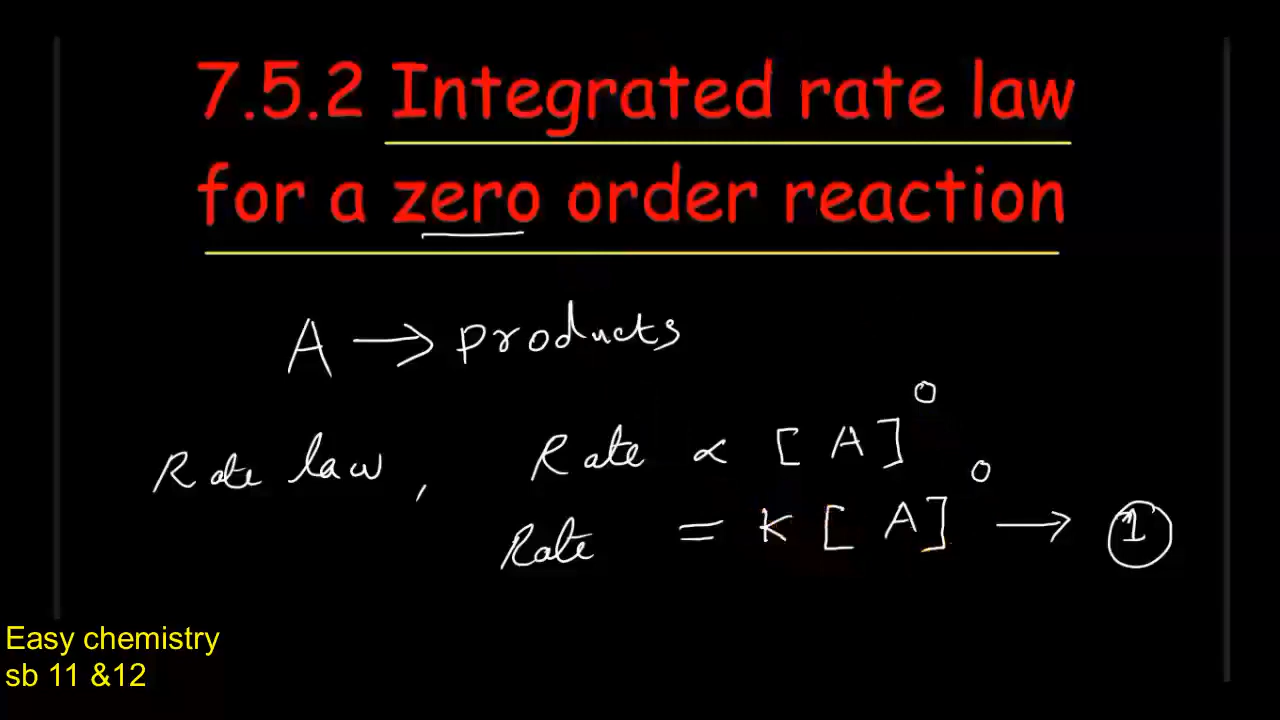 7.5.2 Integrated rate law
for a zero order reaction
A → products
Rate law, Rate ∝ [A]⁰
Rate = K [A]⁰ → ①
Easy chemistry
sb 11 &12